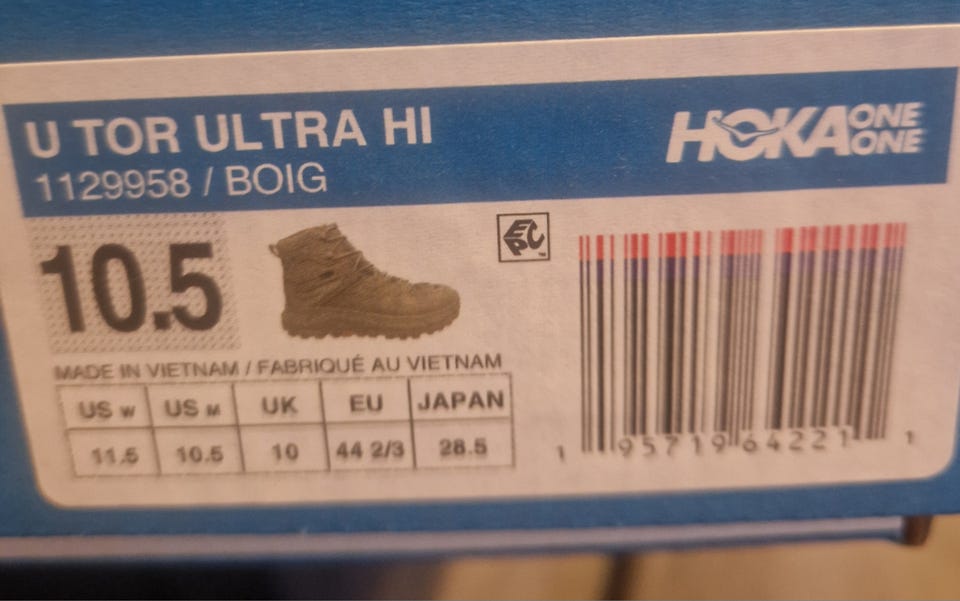 U TOR ULTRA HI
1129958 / BOIG
HOKA ONE ONE
10.5
EPC™
MADE IN VIETNAM / FABRIQUÉ AU VIETNAM
US W US M UK EU JAPAN
11.5 10.5 10 44 2/3 28.5
1 95719 64221 1